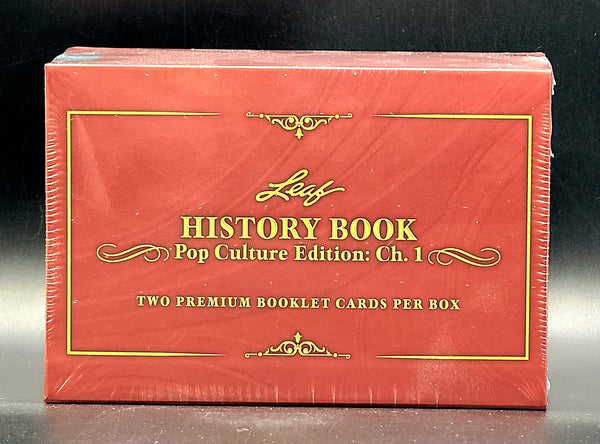 Leaf
HISTORY BOOK
Pop Culture Edition: Ch. 1
TWO PREMIUM BOOKLET CARDS PER BOX